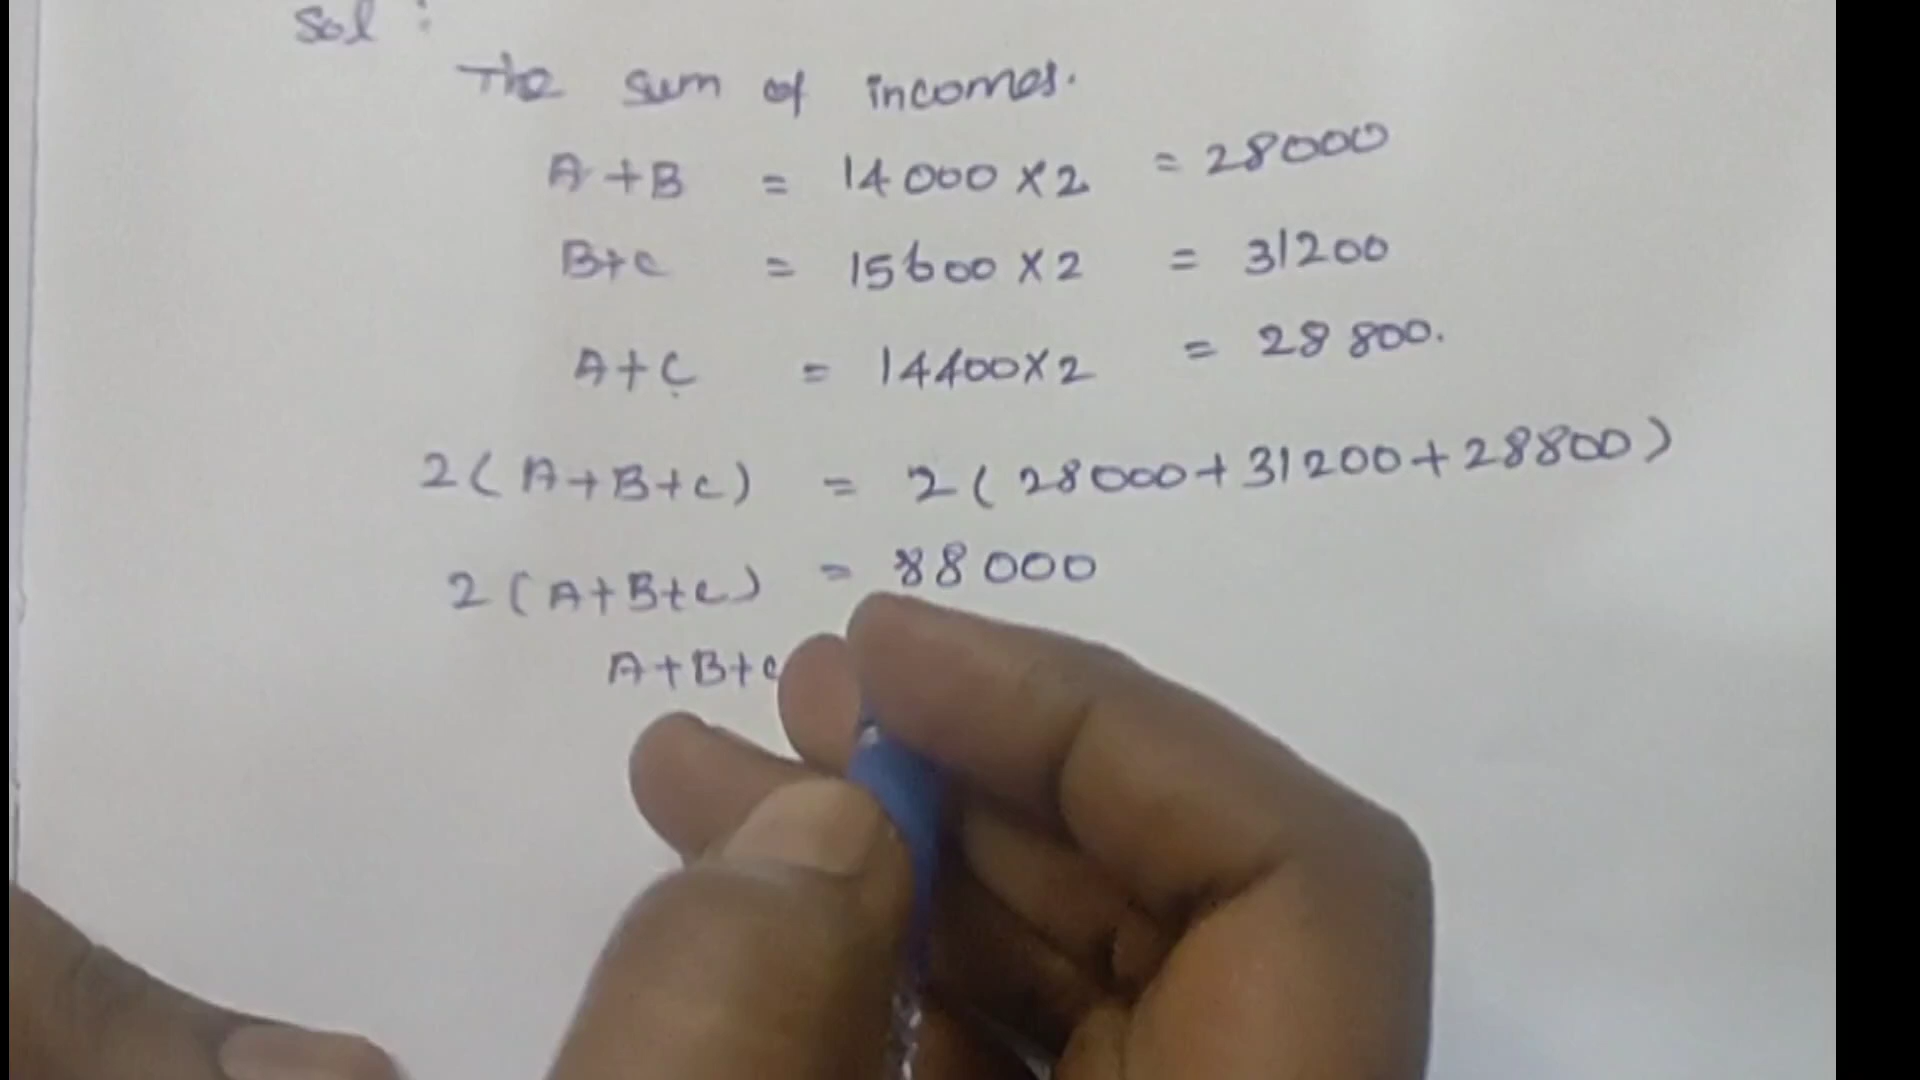 Sol :
The sum of incomes.
A+B = 14000 × 2 = 28000
B+C = 15600 × 2 = 31200
A+C = 14400 × 2 = 28800.
2(A+B+C) = 2(28000+31200+28800)
2(A+B+C) = 88000
A+B+C